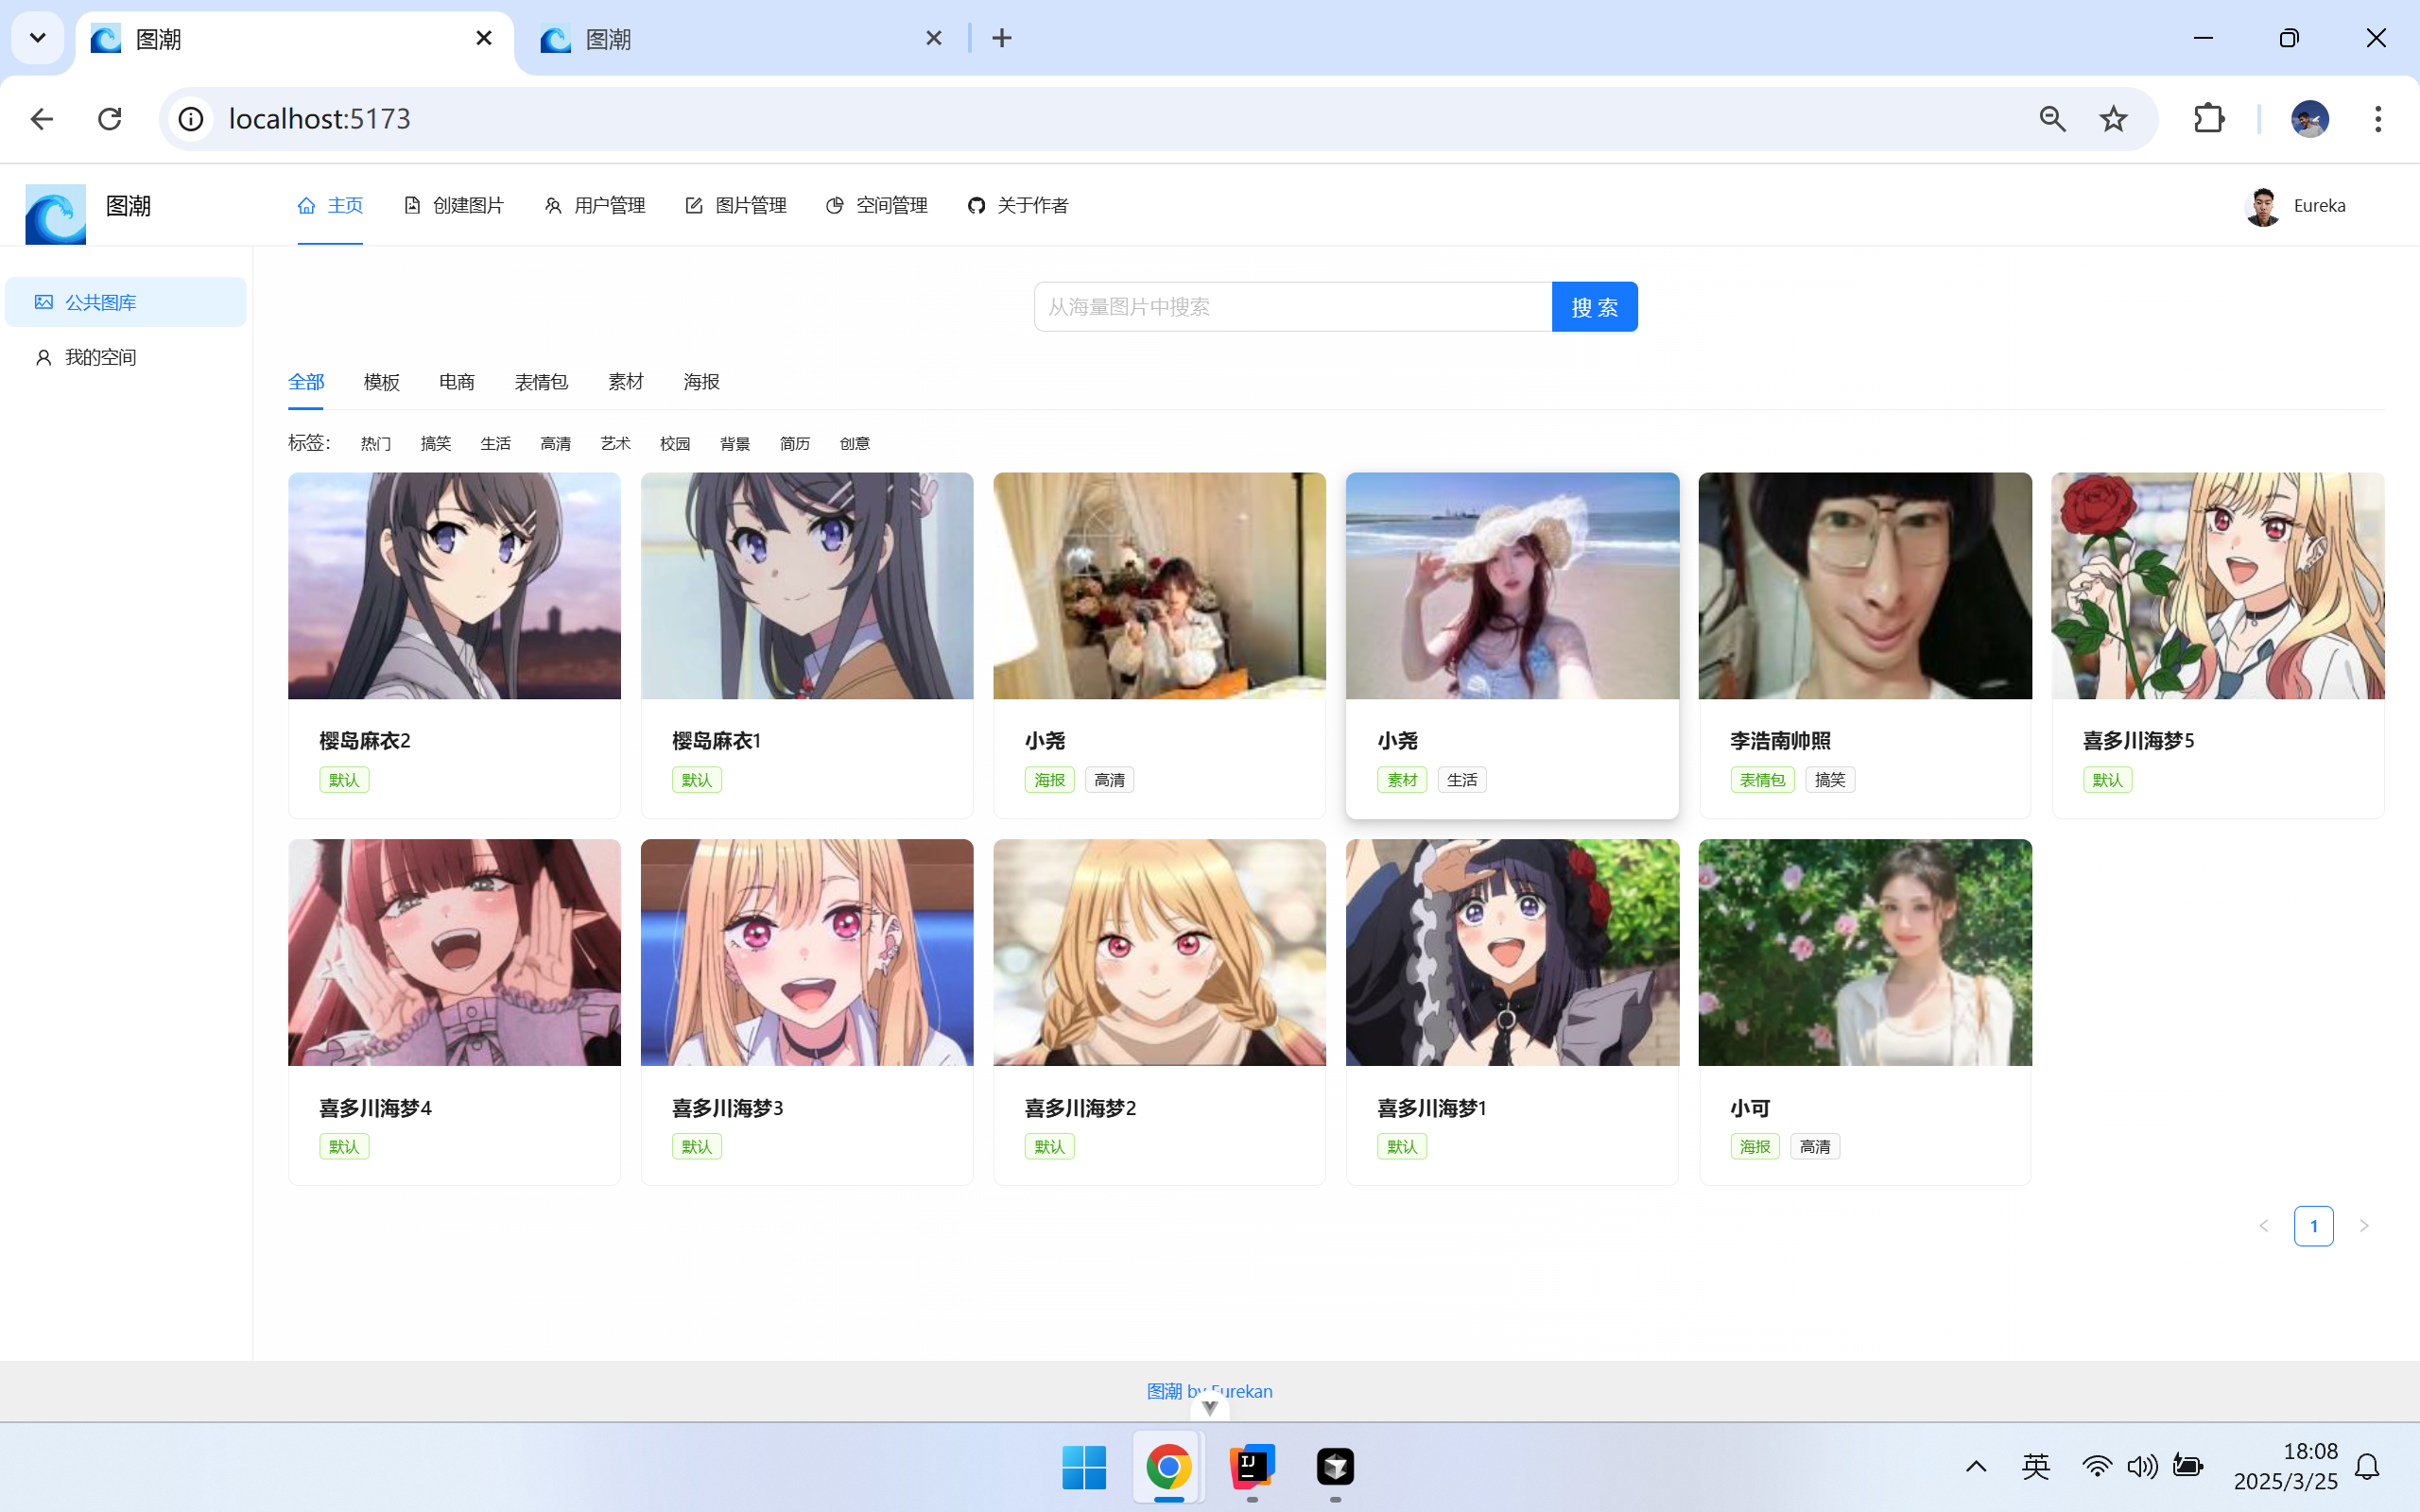 图潮
图潮
localhost:5173
图潮
主页
创建图片
用户管理
图片管理
空间管理
关于作者
Eureka
公共图库
我的空间
从海量图片中搜索
搜 索
全部
模板
电商
表情包
素材
海报
标签:
热门
搞笑
生活
高清
艺术
校园
背景
简历
创意
樱岛麻衣2
默认
樱岛麻衣1
默认
小尧
海报
高清
小尧
素材
生活
李浩南帅照
表情包
搞笑
喜多川海梦5
默认
喜多川海梦4
默认
喜多川海梦3
默认
喜多川海梦2
默认
喜多川海梦1
默认
小可
海报
高清
1
图潮 by Eurekan
IJ
英
18:08
2025/3/25